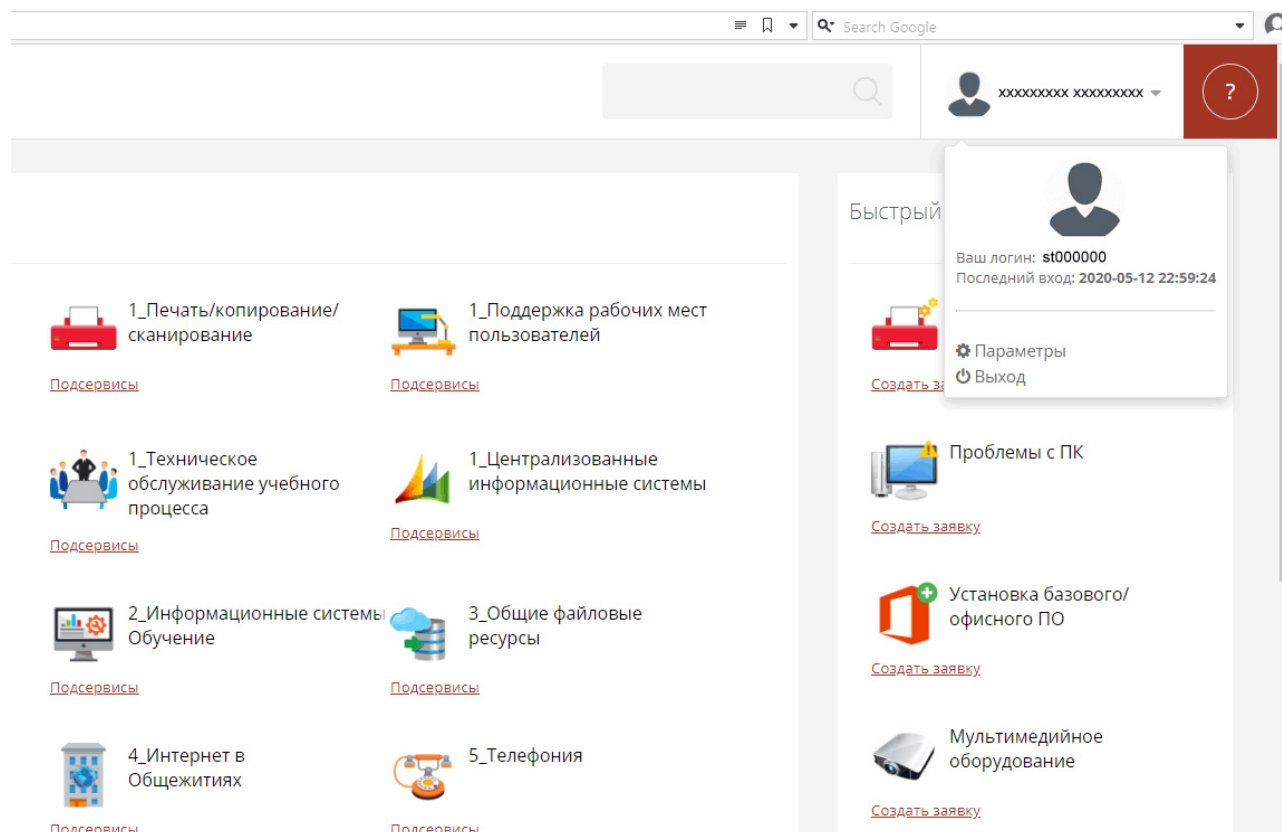 Search Google
xxxxxxxxx xxxxxxxxx
?
Быстрый
Ваш логин: st000000
Последний вход: 2020-05-12 22:59:24
Параметры
Выход
1_Печать/копирование/
сканирование
Подсервисы
1_Поддержка рабочих мест
пользователей
Подсервисы
Создать
1_Техническое
обслуживание учебного
процесса
Подсервисы
1_Централизованные
информационные системы
Подсервисы
Проблемы с ПК
Создать заявку
2_Информационные системы
Обучение
Подсервисы
3_Общие файловые
ресурсы
Подсервисы
Установка базового/
офисного ПО
Создать заявку
4_Интернет в
Общежитиях
Подсервисы
5_Телефония
Подсервисы
Мультимедийное
оборудование
Создать заявку